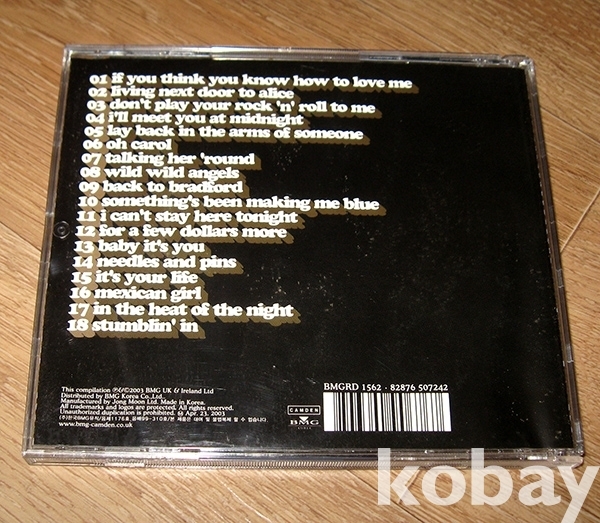 01 if you think you know how to love me
02 living next door to alice
03 don't play your rock 'n' roll to me
04 i'll meet you at midnight
05 lay back in the arms of someone
06 oh carol
07 talking her 'round
08 wild wild angels
09 back to bradford
10 something's been making me blue
11 i can't stay here tonight
12 for a few dollars more
13 baby it's you
14 needles and pins
15 it's your life
16 mexican girl
17 in the heat of the night
18 stumblin' in
This compilation ℗&©2003 BMG UK & Ireland Ltd
Distributed by BMG Korea Co.,Ltd.
Manufactured by Jong Moon Ltd. Made in Korea.
All trademarks and logos are protected. All rights reserved.
Unauthorized duplication is prohibited. Apr. 23. 2003
www.bmg-camden.co.uk
BMGRD 1562 · 82876 507242
CAMDEN
BMG
kobay